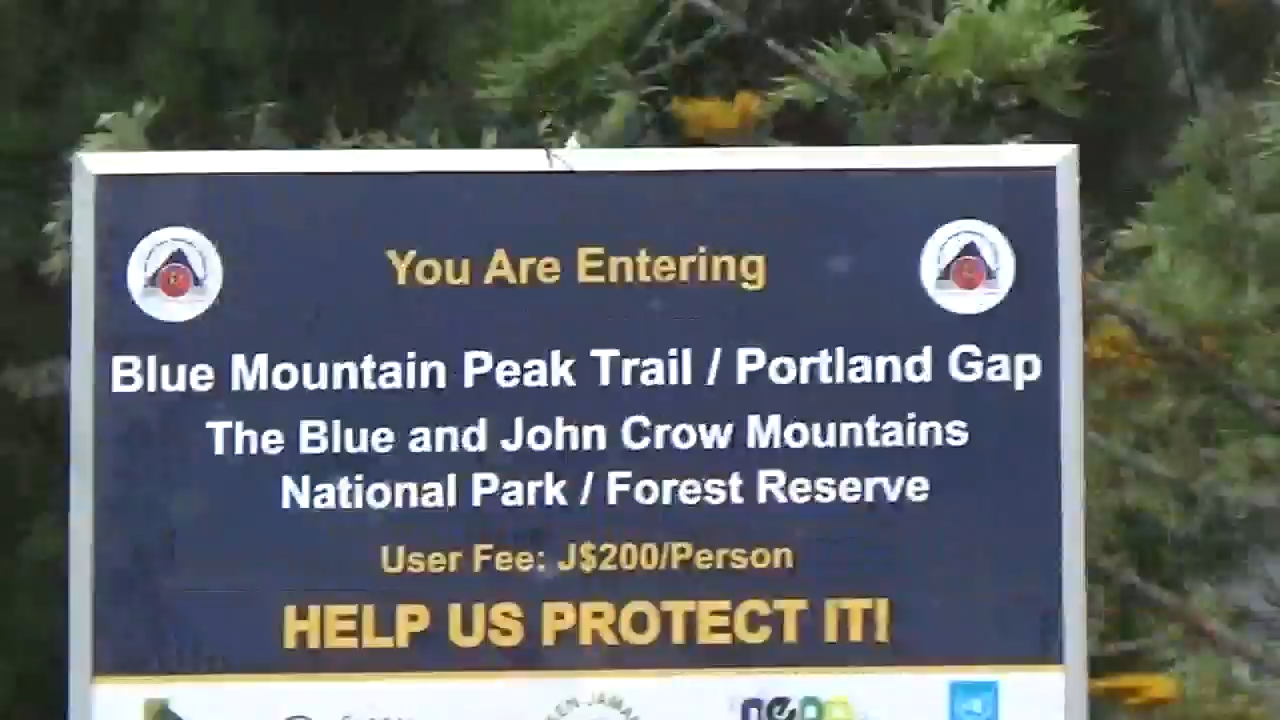 You Are Entering
Blue Mountain Peak Trail / Portland Gap
The Blue and John Crow Mountains
National Park / Forest Reserve
User Fee: J$200/Person
HELP US PROTECT IT!